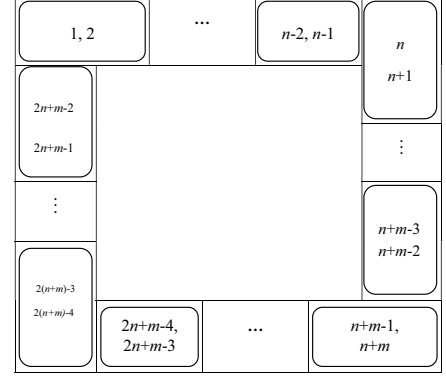 1, 2
...
n-2, n-1
n
n+1
2n+m-2
2n+m-1
⋮
⋮
n+m-3
n+m-2
2(n+m)-3
2(n+m)-4
2n+m-4,
2n+m-3
...
n+m-1,
n+m